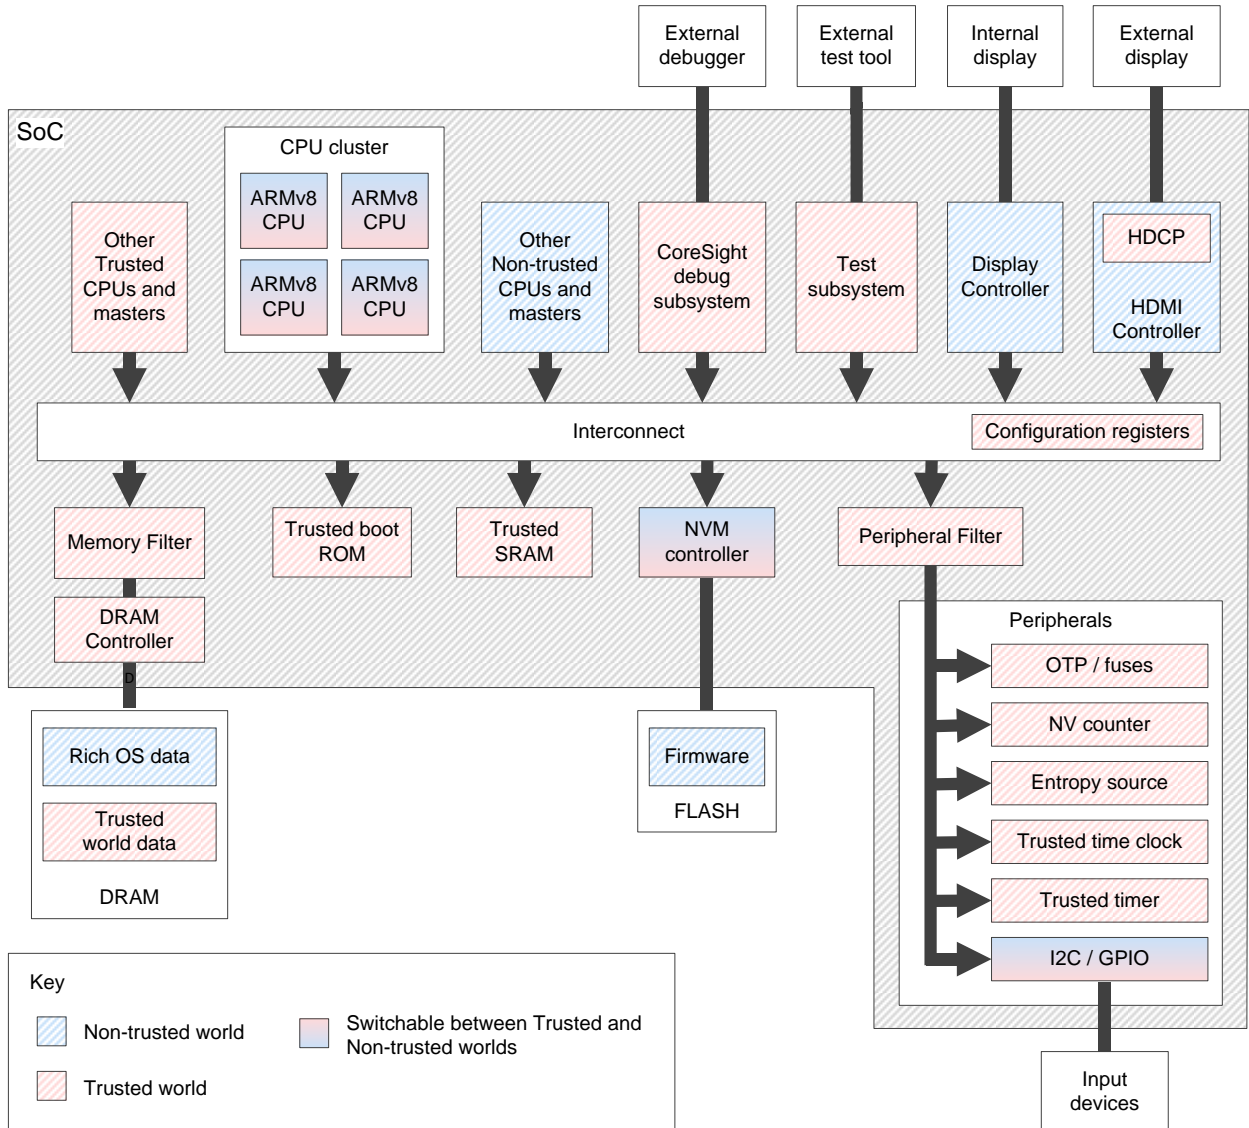 External
debugger
External
test tool
Internal
display
External
display
SoC
CPU cluster
ARMv8
CPU
ARMv8
CPU
ARMv8
CPU
ARMv8
CPU
Other
Trusted
CPUs and
masters
Other
Non-trusted
CPUs and
masters
CoreSight
debug
subsystem
Test
subsystem
Display
Controller
HDCP
HDMI
Controller
Interconnect
Configuration registers
Memory Filter
Trusted boot
ROM
Trusted
SRAM
NVM
controller
Peripheral Filter
DRAM
Controller
D
Rich OS data
Trusted
world data
DRAM
Firmware
FLASH
Peripherals
OTP / fuses
NV counter
Entropy source
Trusted time clock
Trusted timer
I2C / GPIO
Input
devices
Key
Non-trusted world
Trusted world
Switchable between Trusted and
Non-trusted worlds